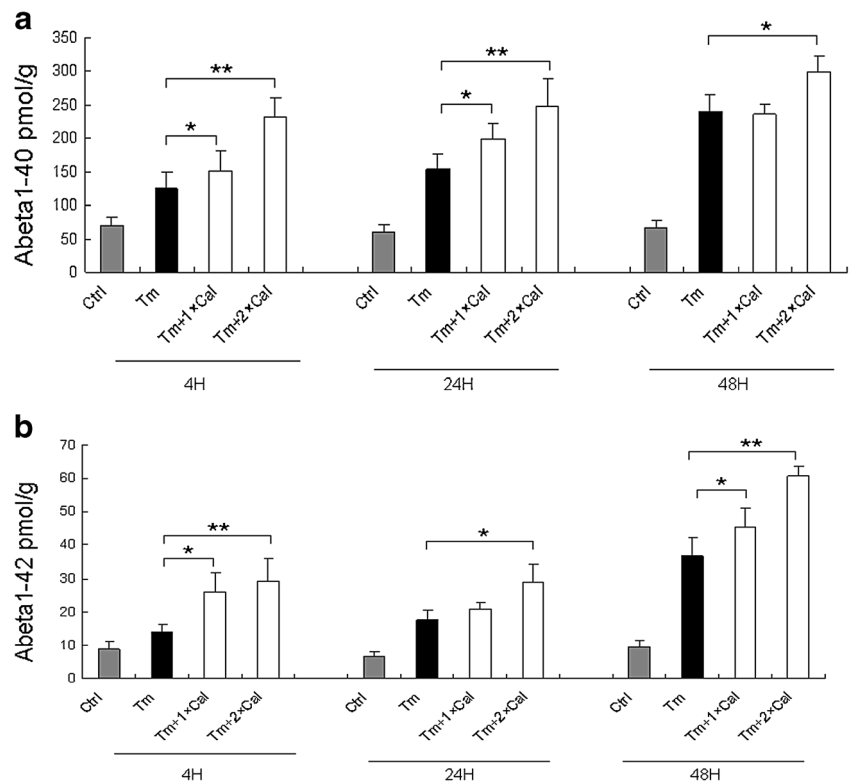 a
Abeta1-40 pmol/g
350
300
250
200
150
100
50
0
*
**
*
**
*
Ctrl
Tm
Tm+1×Cal
Tm+2×Cal
Ctrl
Tm
Tm+1×Cal
Tm+2×Cal
Ctrl
Tm
Tm+1×Cal
Tm+2×Cal
4H
24H
48H
b
Abeta1-42 pmol/g
70
60
50
40
30
20
10
0
*
**
*
*
**
Ctrl
Tm
Tm+1×Cal
Tm+2×Cal
Ctrl
Tm
Tm+1×Cal
Tm+2×Cal
Ctrl
Tm
Tm+1×Cal
Tm+2×Cal
4H
24H
48H